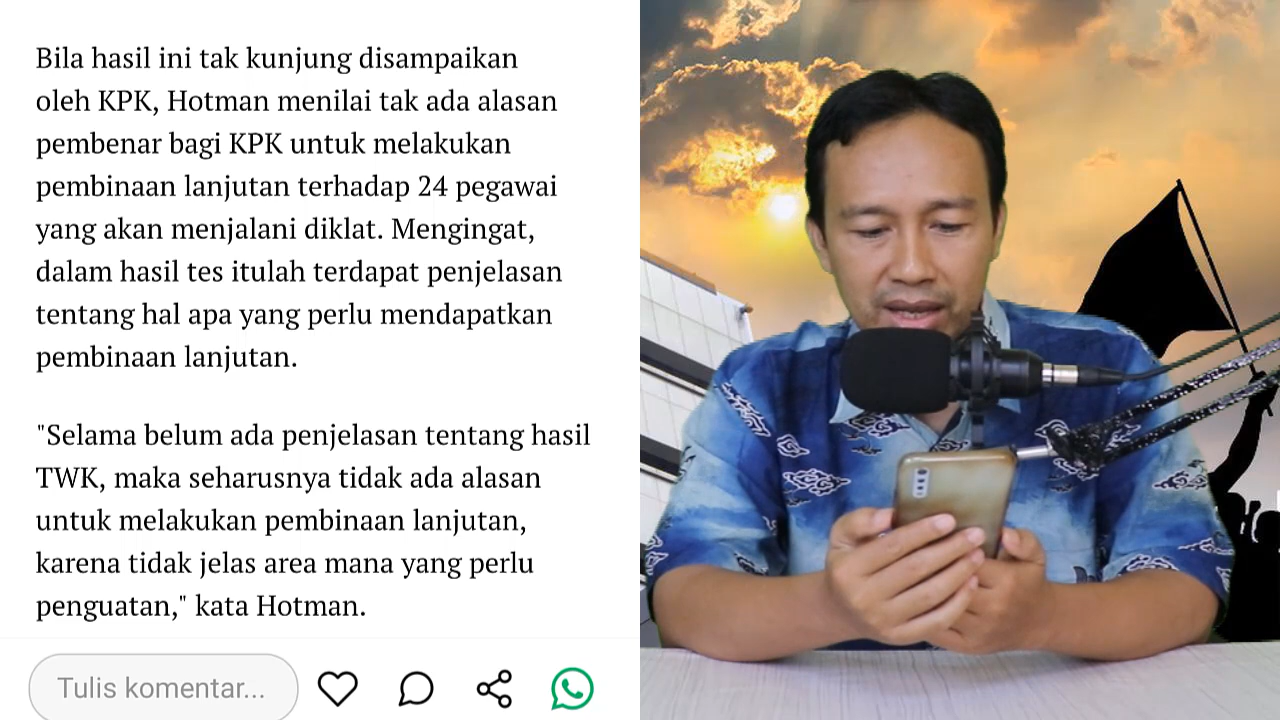 Bila hasil ini tak kunjung disampaikan
oleh KPK, Hotman menilai tak ada alasan
pembenar bagi KPK untuk melakukan
pembinaan lanjutan terhadap 24 pegawai
yang akan menjalani diklat. Mengingat,
dalam hasil tes itulah terdapat penjelasan
tentang hal apa yang perlu mendapatkan
pembinaan lanjutan.
"Selama belum ada penjelasan tentang hasil
TWK, maka seharusnya tidak ada alasan
untuk melakukan pembinaan lanjutan,
karena tidak jelas area mana yang perlu
penguatan," kata Hotman.
Tulis komentar...